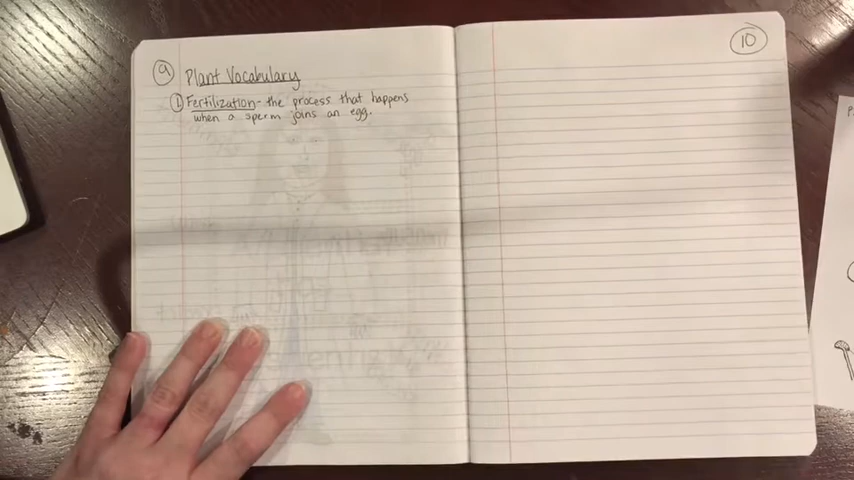 9
Plant Vocabulary
1 Fertilization- the process that happens
when a sperm joins an egg.
10